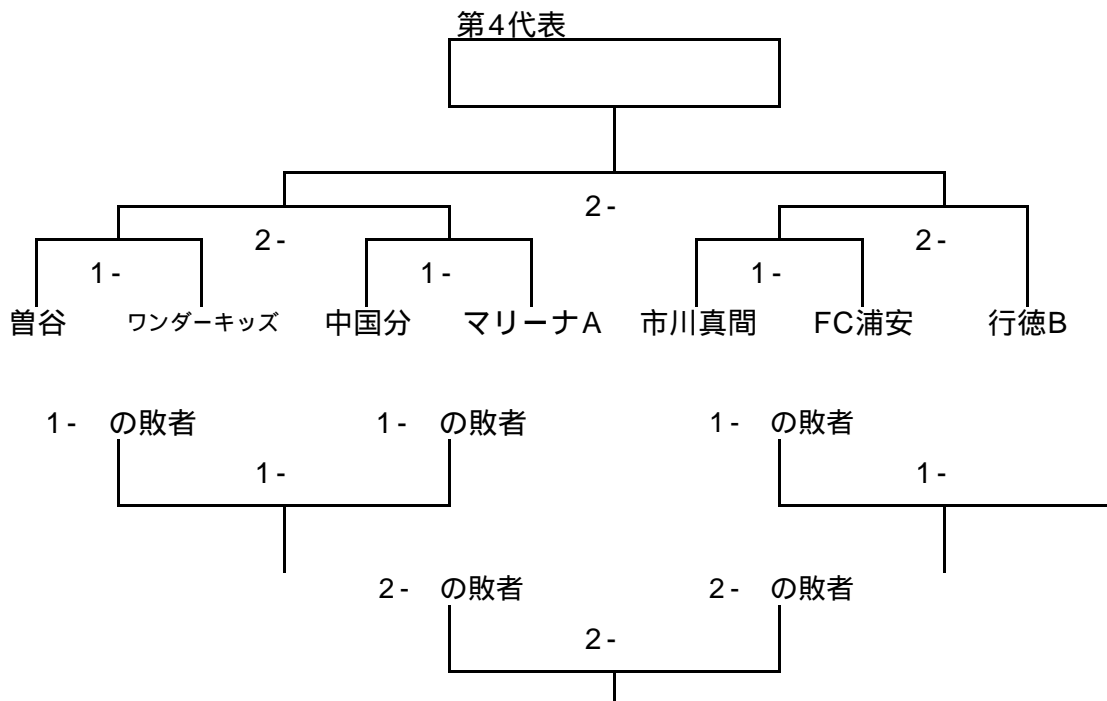 第4代表
2-
2- 2-
1- 1- 1-
曽谷 ワンダーキッズ 中国分 マリーナA 市川真間 FC浦安 行徳B
1- の敗者 1- の敗者 1- の敗者
1- 1-
2- の敗者 2- の敗者
2-